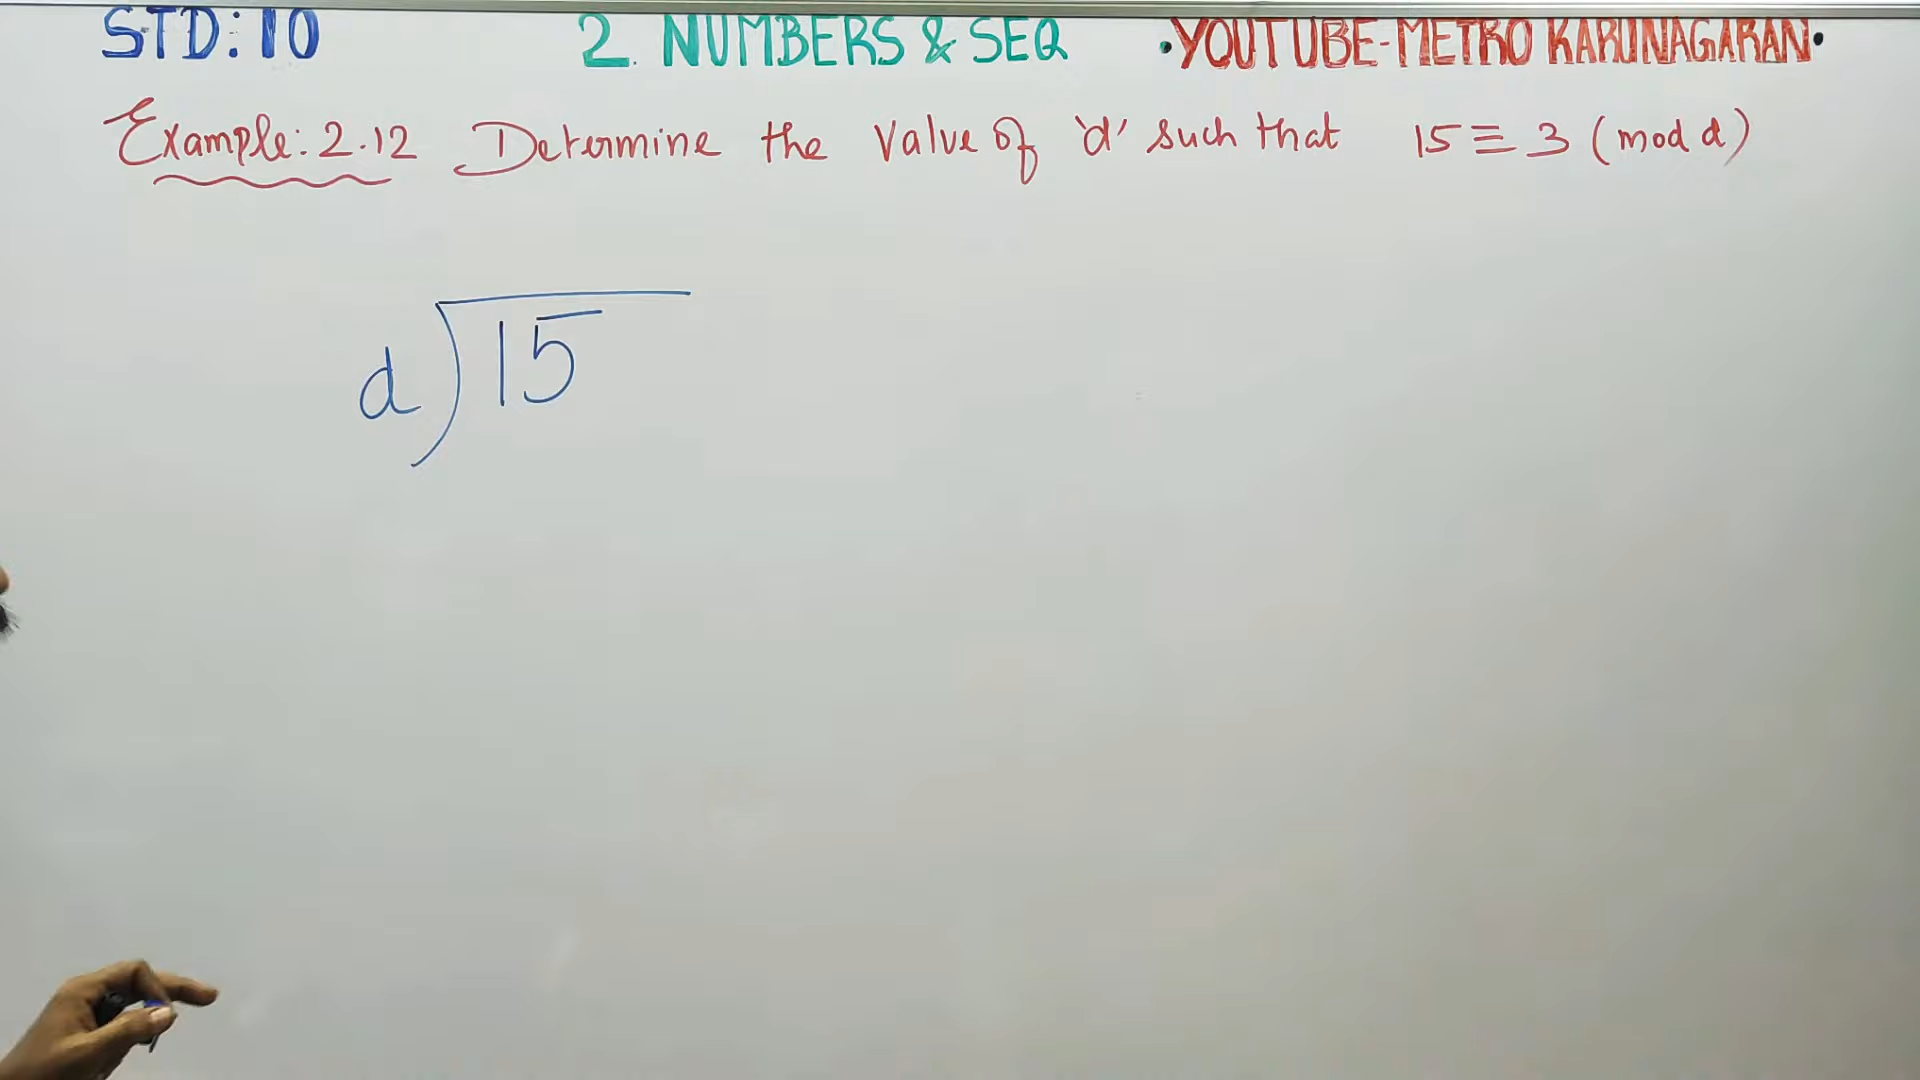 STD: 10 2. NUMBERS & SEQ •YOUTUBE-METRO KARUNAGARAN•
Example: 2.12 Determine the value of 'd' such that 15 ≡ 3 (mod d)
d 15